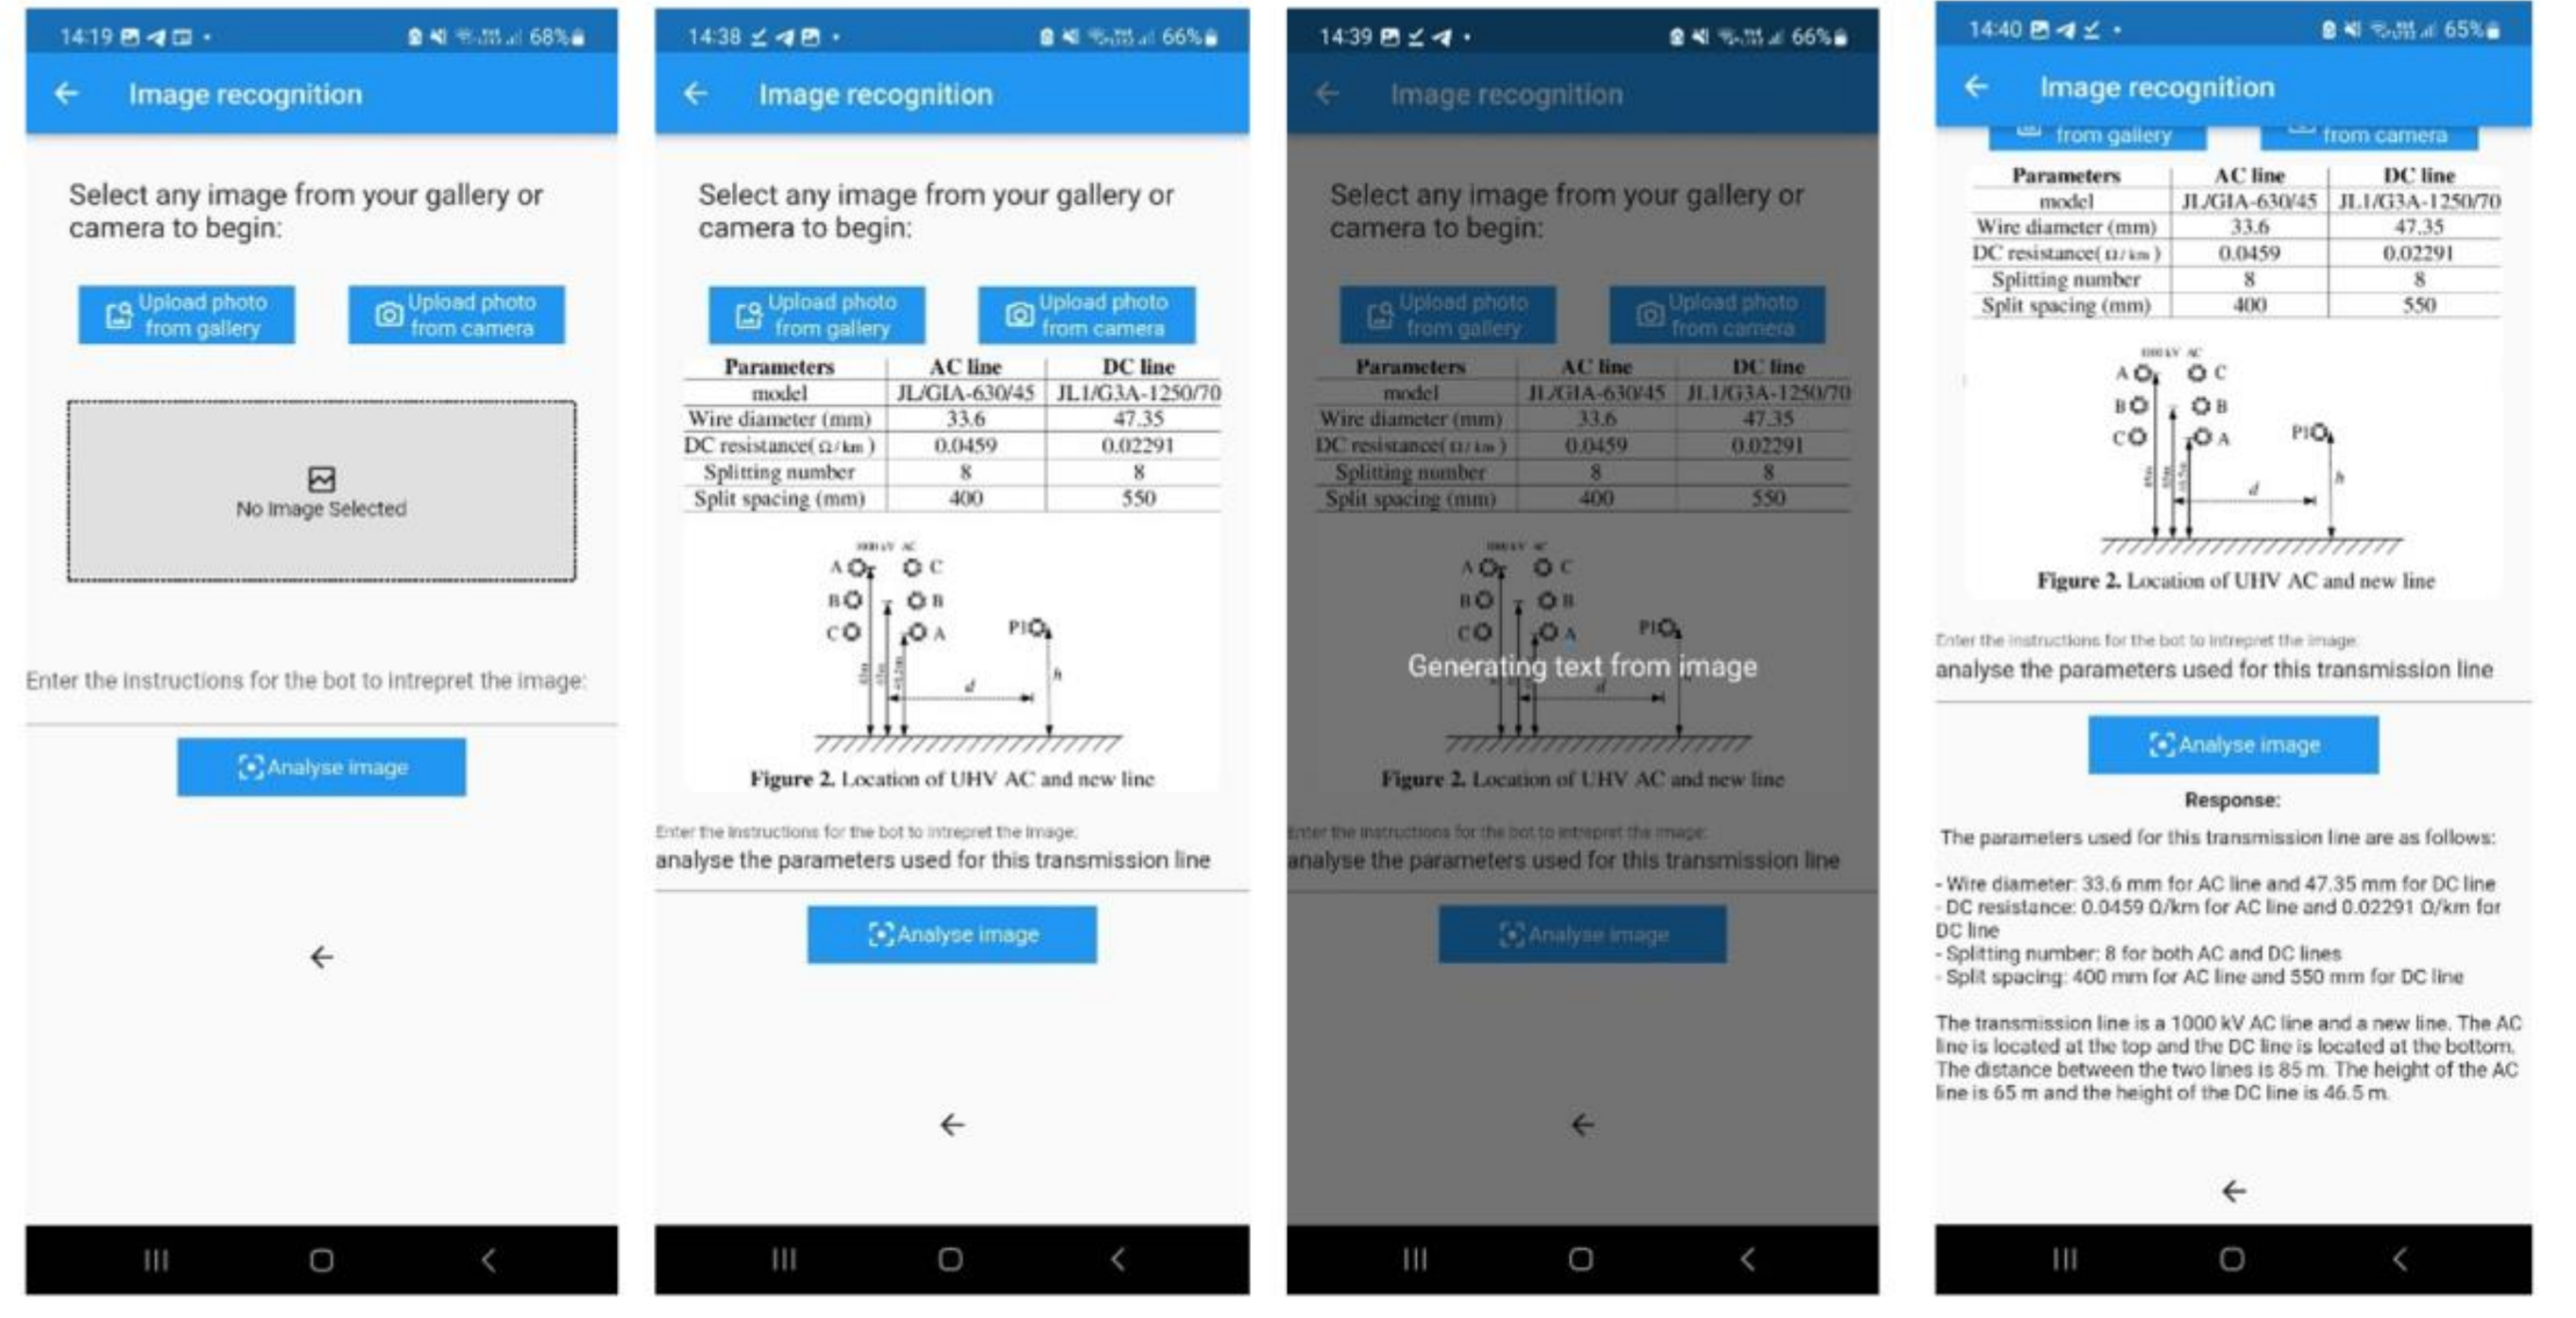 14:19
68%
Image recognition
Select any image from your gallery or
camera to begin:
Upload photo
from gallery
Upload photo
from camera
No Image Selected
Enter the instructions for the bot to intrepret the image:
Analyse image
14:38
66%
Image recognition
Select any image from your gallery or
camera to begin:
Upload photo
from gallery
Upload photo
from camera
Parameters AC line DC line
model JL/GIA-630/45 JL1/G3A-1250/70
Wire diameter (mm) 33.6 47.35
DC resistance(Ω/km) 0.0459 0.02291
Splitting number 8 8
Split spacing (mm) 400 550
1000 kV AC
A C
B B
C A P1
d h
Figure 2. Location of UHV AC and new line
Enter the instructions for the bot to intrepret the image:
analyse the parameters used for this transmission line
Analyse image
14:39
66%
Image recognition
Select any image from your gallery or
camera to begin:
Upload photo
from gallery
Upload photo
from camera
Parameters AC line DC line
model JL/GIA-630/45 JL1/G3A-1250/70
Wire diameter (mm) 33.6 47.35
DC resistance(Ω/km) 0.0459 0.02291
Splitting number 8 8
Split spacing (mm) 400 550
1000 kV AC
A C
B B
C A P1
Generating text from image
d
Figure 2. Location of UHV AC and new line
Enter the instructions for the bot to intrepret the image:
analyse the parameters used for this transmission line
Analyse image
14:40
65%
Image recognition
from gallery
from camera
Parameters AC line DC line
model JL/GIA-630/45 JL1/G3A-1250/70
Wire diameter (mm) 33.6 47.35
DC resistance(Ω/km) 0.0459 0.02291
Splitting number 8 8
Split spacing (mm) 400 550
1000 kV AC
A C
B B
C A P1
d h
Figure 2. Location of UHV AC and new line
Enter the instructions for the bot to intrepret the image:
analyse the parameters used for this transmission line
Analyse image
Response:
The parameters used for this transmission line are as follows:
- Wire diameter: 33.6 mm for AC line and 47.35 mm for DC line
- DC resistance: 0.0459 Ω/km for AC line and 0.02291 Ω/km for
DC line
- Splitting number: 8 for both AC and DC lines
- Split spacing: 400 mm for AC line and 550 mm for DC line
The transmission line is a 1000 kV AC line and a new line. The AC
line is located at the top and the DC line is located at the bottom.
The distance between the two lines is 85 m. The height of the AC
line is 65 m and the height of the DC line is 46.5 m.